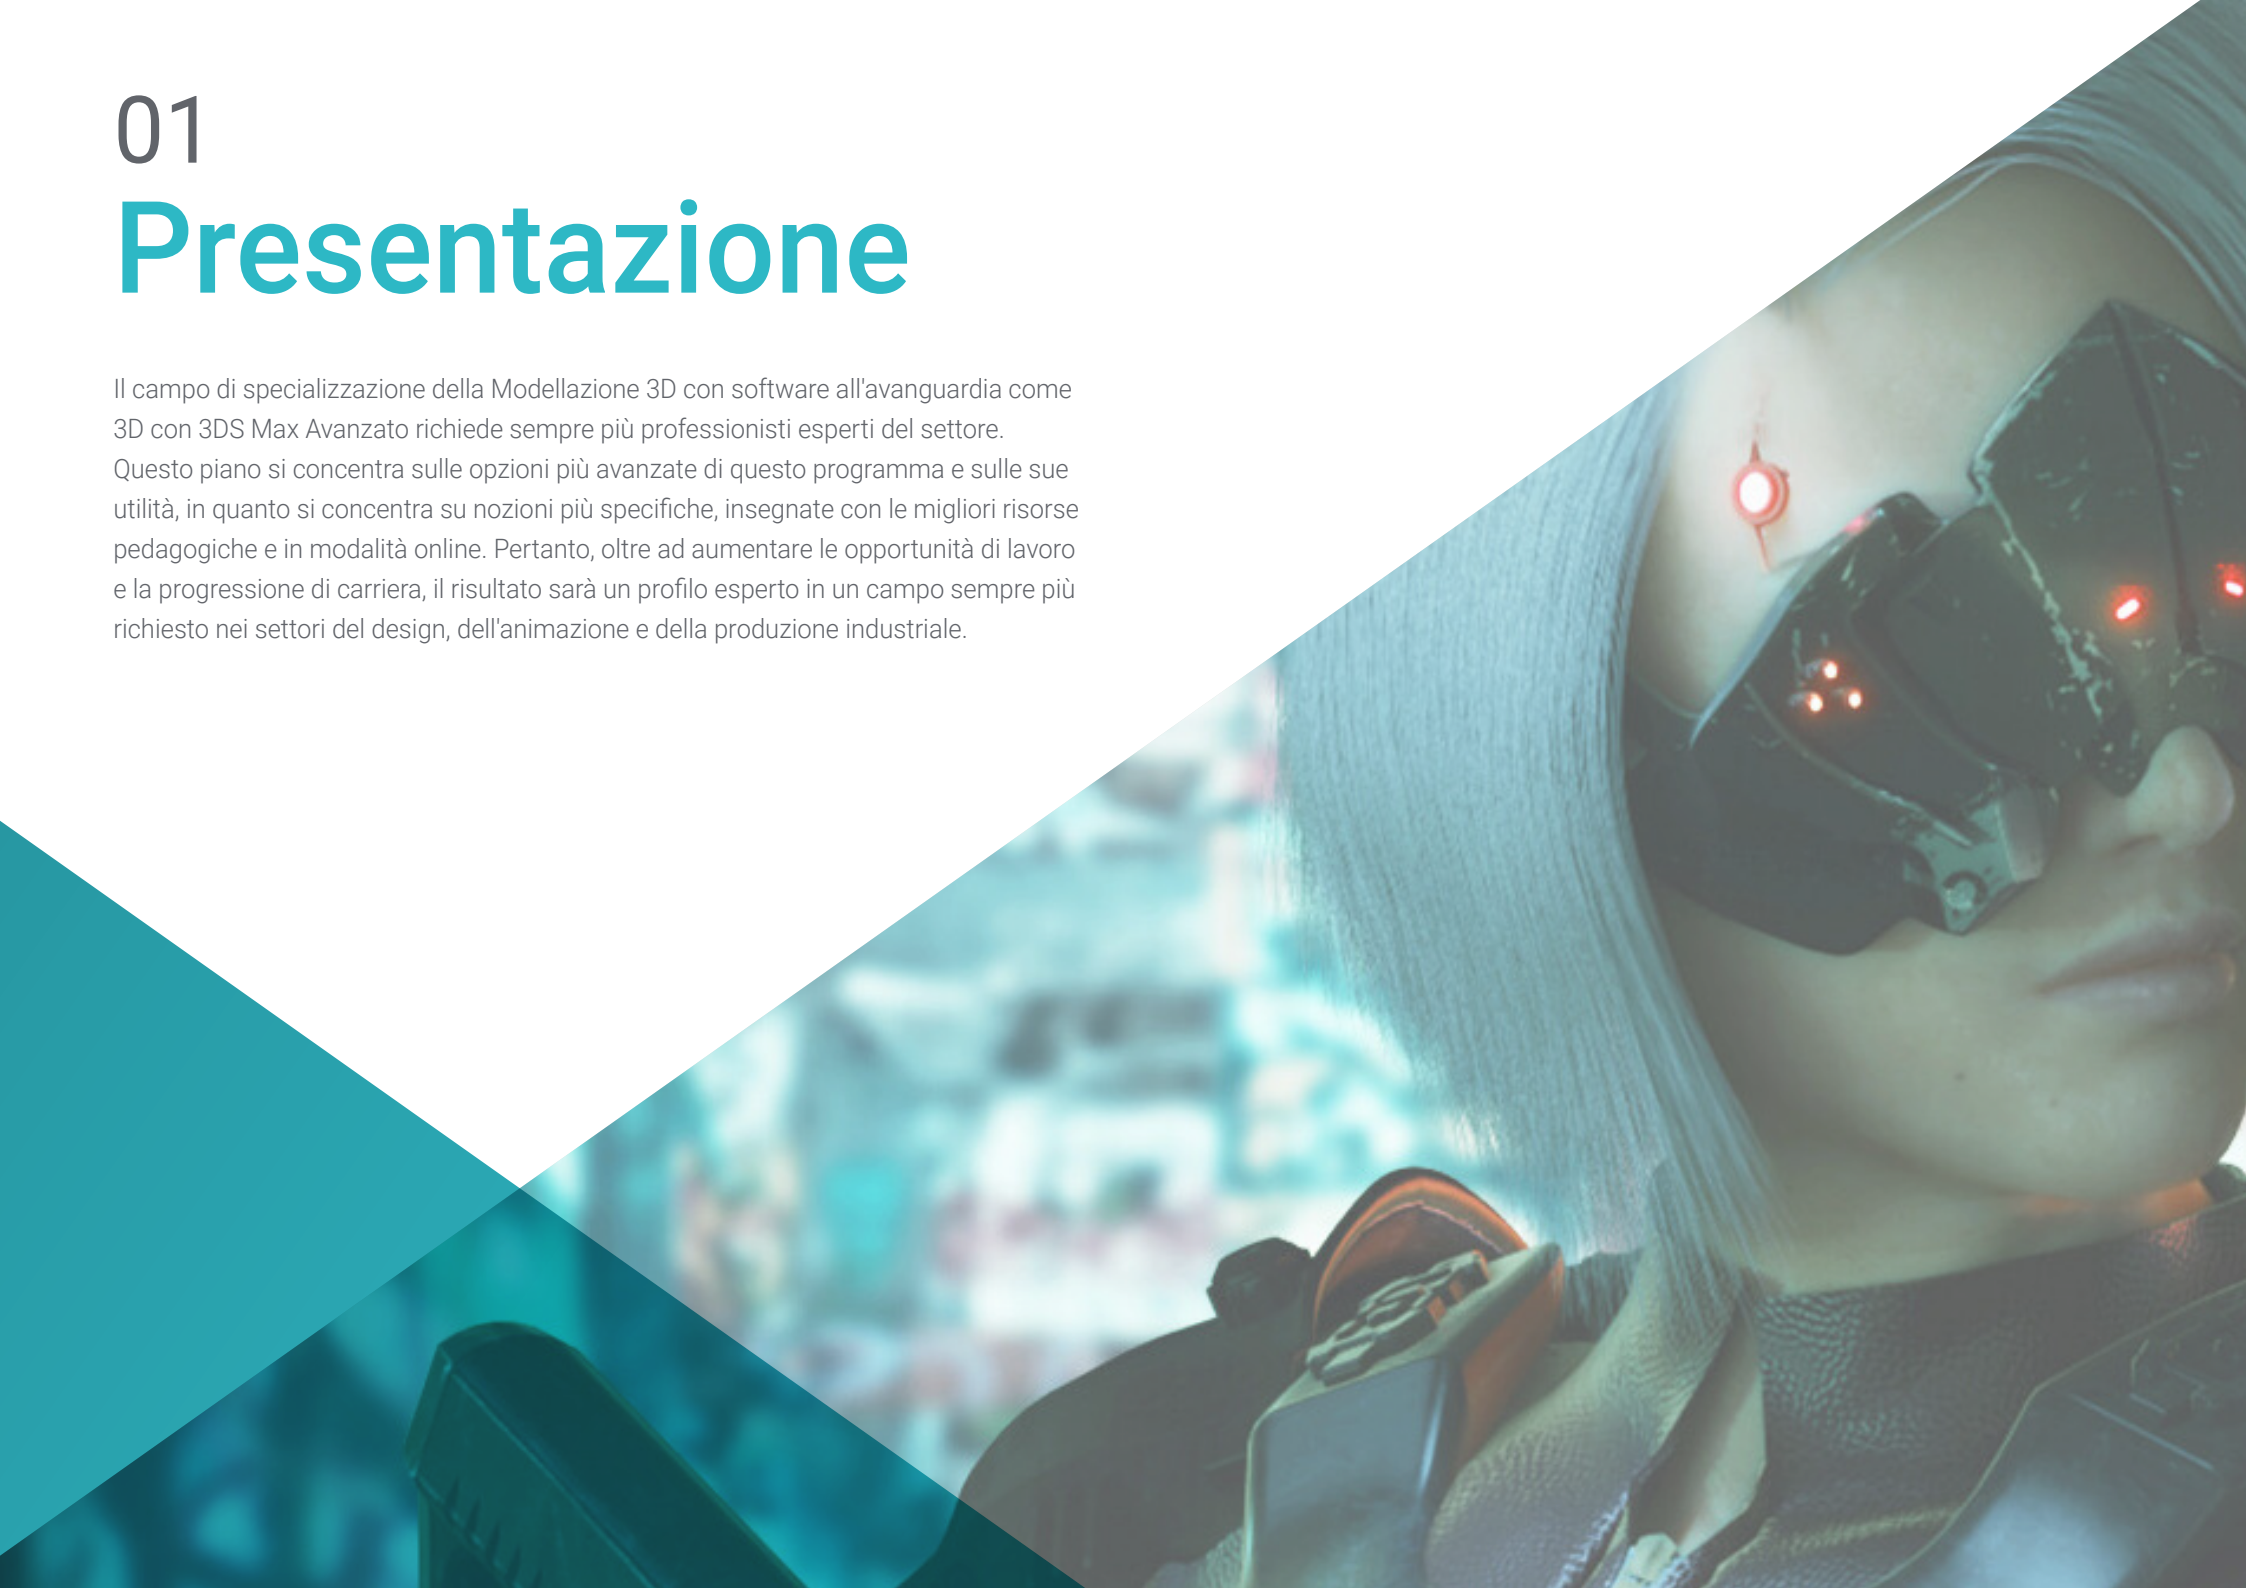 01
Presentazione
Il campo di specializzazione della Modellazione 3D con software all'avanguardia come
3D con 3DS Max Avanzato richiede sempre più professionisti esperti del settore.
Questo piano si concentra sulle opzioni più avanzate di questo programma e sulle sue
utilità, in quanto si concentra su nozioni più specifiche, insegnate con le migliori risorse
pedagogiche e in modalità online. Pertanto, oltre ad aumentare le opportunità di lavoro
e la progressione di carriera, il risultato sarà un profilo esperto in un campo sempre più
richiesto nei settori del design, dell'animazione e della produzione industriale.